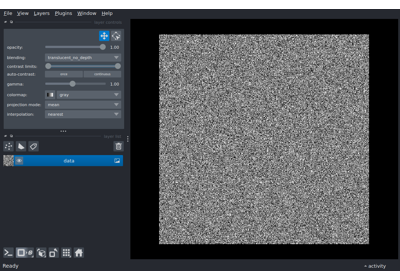 File View Layers Plugins Window Help
layer controls
opacity: 1.00
blending: translucent_no_depth
contrast limits:
auto-contrast: once continuous
gamma: 1.00
colormap: gray
projection mode: mean
interpolation: nearest
layer list
data
Ready
activity